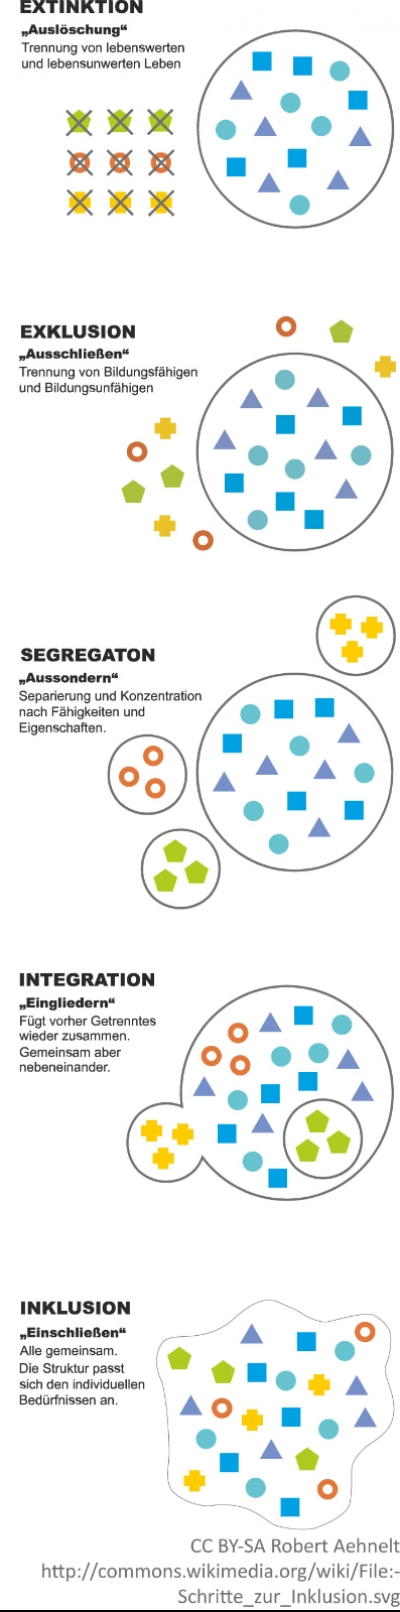 EXTINKTION
„Auslöschung“
Trennung von lebenswerten
und lebensunwerten Leben
EXKLUSION
„Ausschließen“
Trennung von Bildungsfähigen
und Bildungsunfähigen
SEGREGATON
„Aussondern“
Separierung und Konzentration
nach Fähigkeiten und
Eigenschaften.
INTEGRATION
„Eingliedern“
Fügt vorher Getrenntes
wieder zusammen.
Gemeinsam aber
nebeneinander.
INKLUSION
„Einschließen“
Alle gemeinsam.
Die Struktur passt
sich den individuellen
Bedürfnissen an.
CC BY-SA Robert Aehnelt
http://commons.wikimedia.org/wiki/File:-
Schritte_zur_Inklusion.svg